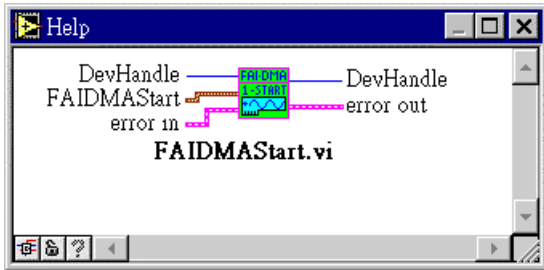 Help
DevHandle
FAIDMAStart
error in
FAI-DMA
1-START
DevHandle
error out
FAIDMAStart.vi
?